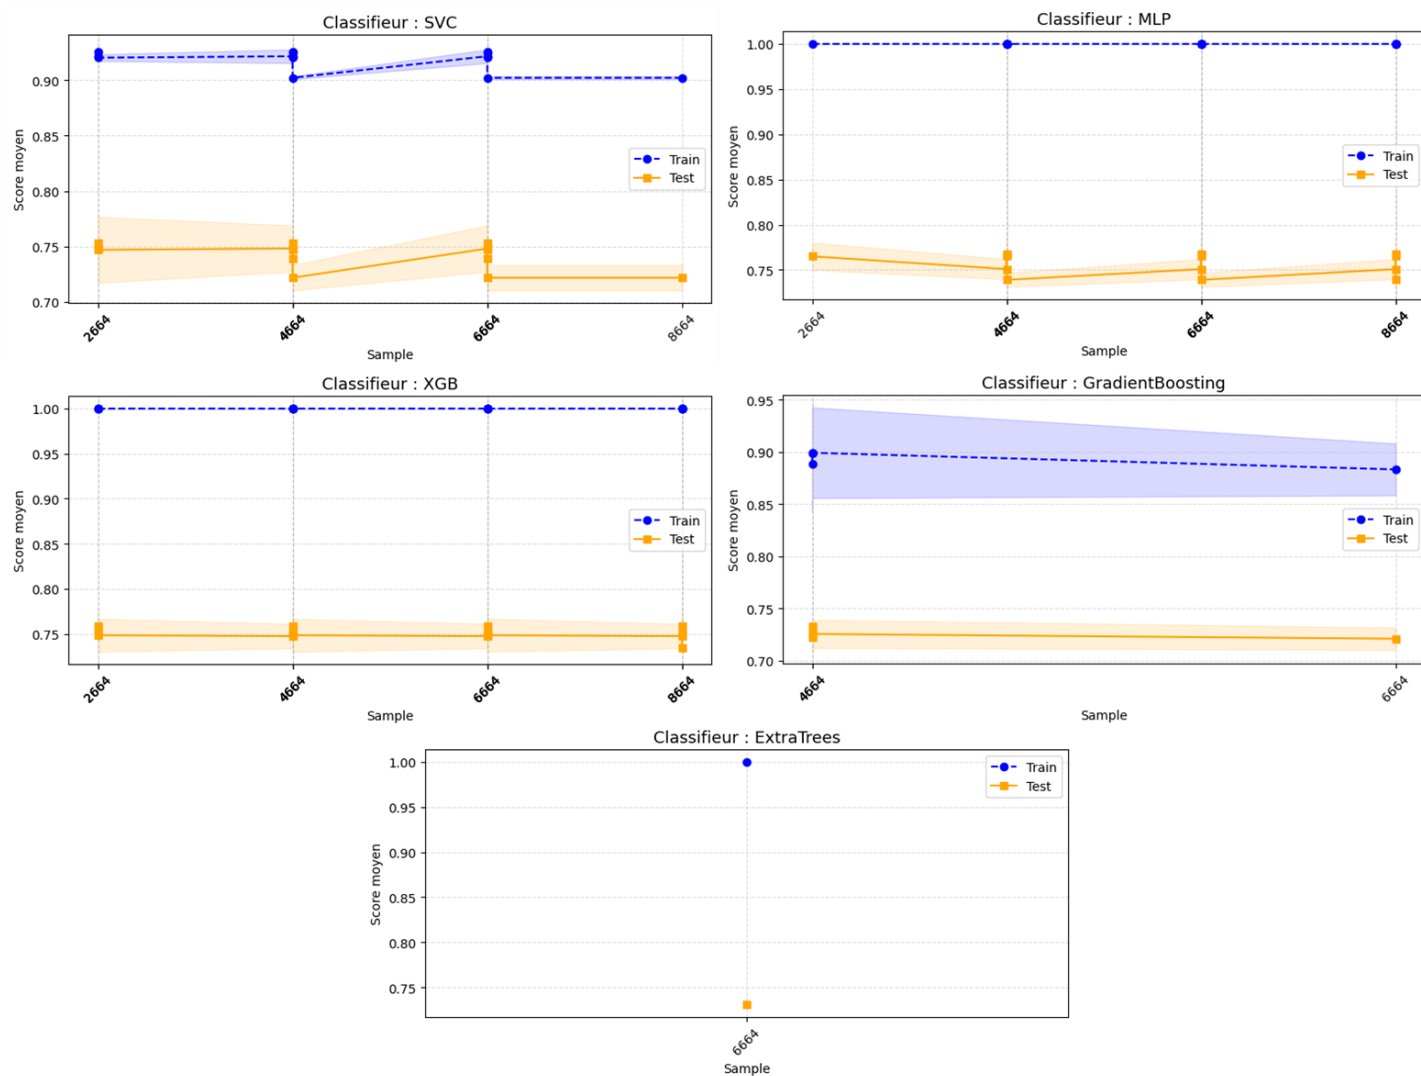 Classifieur : SVC
0.90
0.85
0.80
0.75
0.70
Score moyen
Train
Test
2664
4664
6664
8664
Sample
Classifieur : MLP
1.00
0.95
0.90
0.85
0.80
0.75
Score moyen
Train
Test
2664
4664
6664
8664
Sample
Classifieur : XGB
1.00
0.95
0.90
0.85
0.80
0.75
Score moyen
Train
Test
2664
4664
6664
8664
Sample
Classifieur : GradientBoosting
0.95
0.90
0.85
0.80
0.75
0.70
Score moyen
Train
Test
4664
6664
Sample
Classifieur : ExtraTrees
1.00
0.95
0.90
0.85
0.80
0.75
Score moyen
Train
Test
6664
Sample